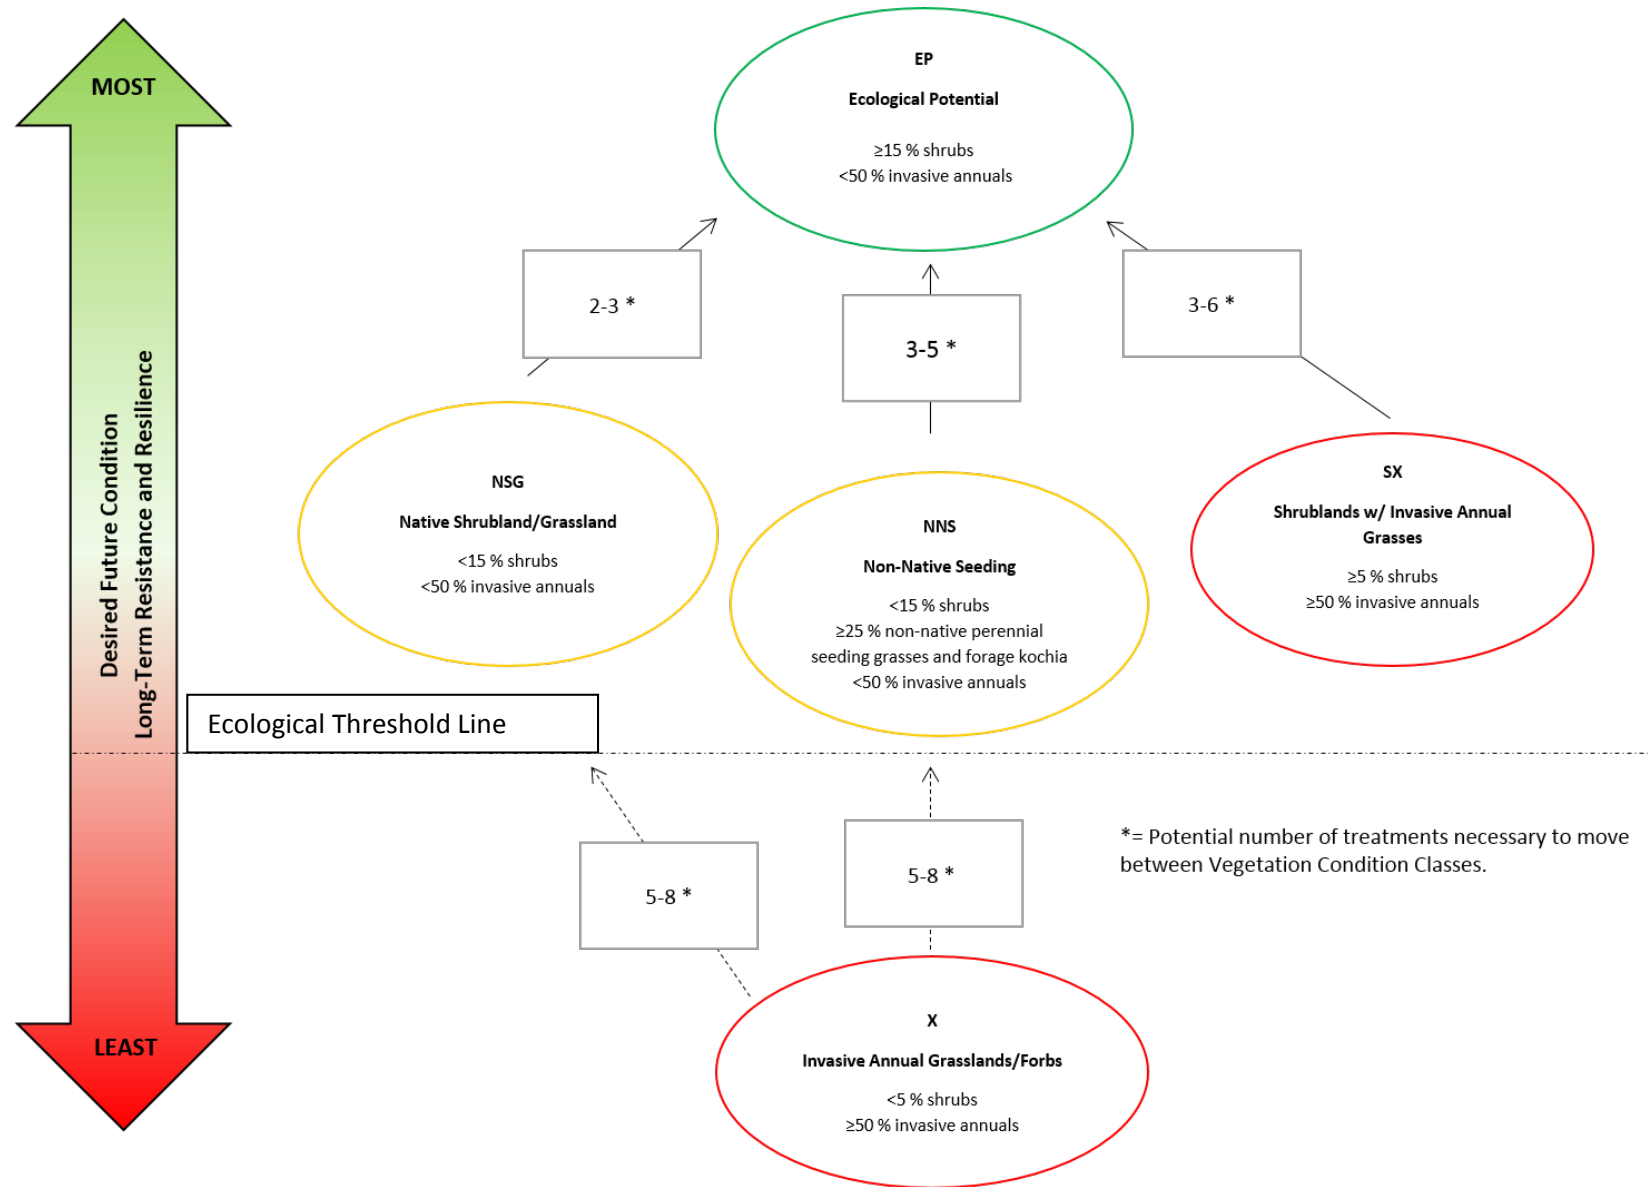 MOST
Desired Future Condition
Long-Term Resistance and Resilience
LEAST
EP
Ecological Potential
≥15 % shrubs
<50 % invasive annuals
2-3 *
3-5 *
3-6 *
NSG
Native Shrubland/Grassland
<15 % shrubs
<50 % invasive annuals
NNS
Non-Native Seeding
<15 % shrubs
≥25 % non-native perennial
seeding grasses and forage kochia
<50 % invasive annuals
SX
Shrublands w/ Invasive Annual
Grasses
≥5 % shrubs
≥50 % invasive annuals
Ecological Threshold Line
5-8 *
5-8 *
*= Potential number of treatments necessary to move
between Vegetation Condition Classes.
X
Invasive Annual Grasslands/Forbs
<5 % shrubs
≥50 % invasive annuals